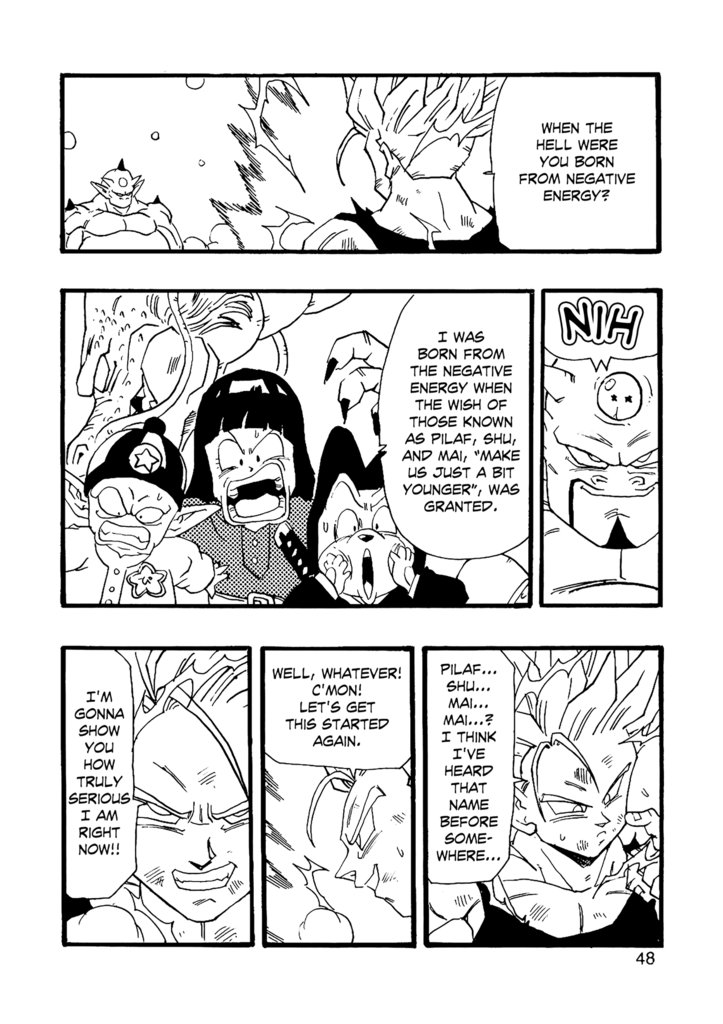 WHEN THE
HELL WERE
YOU BORN
FROM NEGATIVE
ENERGY?
NIH
I WAS
BORN FROM
THE NEGATIVE
ENERGY WHEN
THE WISH OF
THOSE KNOWN
AS PILAF, SHU,
AND MAI, “MAKE
US JUST A BIT
YOUNGER”, WAS
GRANTED.
PILAF...
SHU...
MAI...
MAI...?
I THINK
I'VE
HEARD
THAT
NAME
BEFORE
SOME-
WHERE...
WELL, WHATEVER!
C'MON!
LET'S GET
THIS STARTED
AGAIN.
I'M
GONNA
SHOW
YOU
HOW
TRULY
SERIOUS
I AM
RIGHT
NOW!!
48